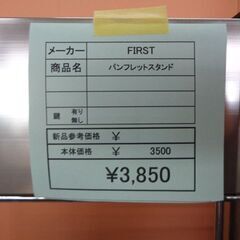 メーカー FIRST
商品名 パンフレットスタンド
鍵 有り 無し
新品参考価格 ¥
本体価格 ¥ 3500
¥3,850